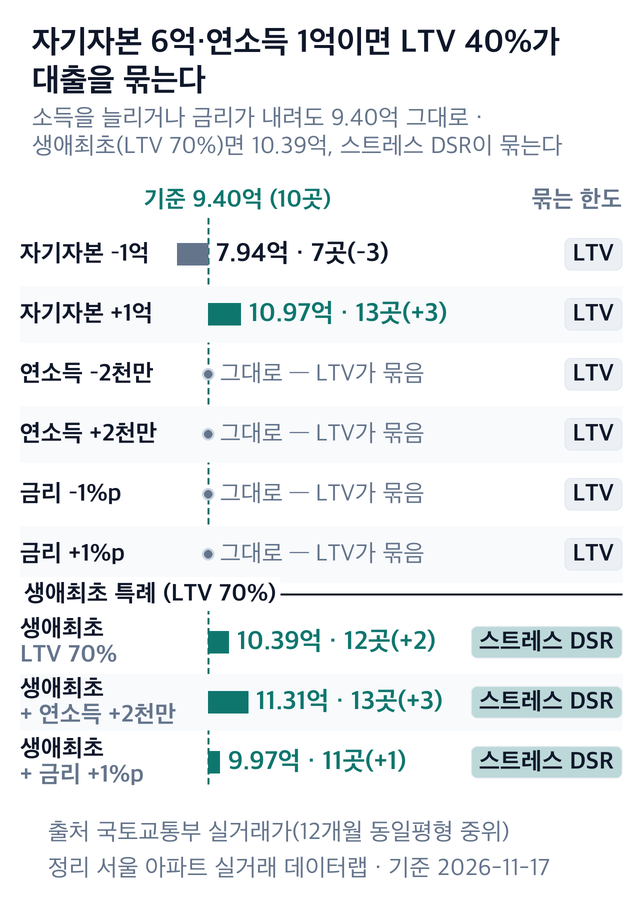 자기자본 6억·연소득 1억이면 LTV 40%가
대출을 묶는다
소득을 늘리거나 금리가 내려도 9.40억 그대로 ·
생애최초(LTV 70%)면 10.39억, 스트레스 DSR이 묶는다
기준 9.40억 (10곳) 묶는 한도
자기자본 -1억 7.94억 · 7곳(-3) LTV
자기자본 +1억 10.97억 · 13곳(+3) LTV
연소득 -2천만 그대로 — LTV가 묶음 LTV
연소득 +2천만 그대로 — LTV가 묶음 LTV
금리 -1%p 그대로 — LTV가 묶음 LTV
금리 +1%p 그대로 — LTV가 묶음 LTV
생애최초 특례 (LTV 70%)
생애최초
LTV 70% 10.39억 · 12곳(+2) 스트레스 DSR
생애최초
+ 연소득 +2천만 11.31억 · 13곳(+3) 스트레스 DSR
생애최초
+ 금리 +1%p 9.97억 · 11곳(+1) 스트레스 DSR
출처 국토교통부 실거래가(12개월 동일평형 중위)
정리 서울 아파트 실거래 데이터랩 · 기준 2026-11-17